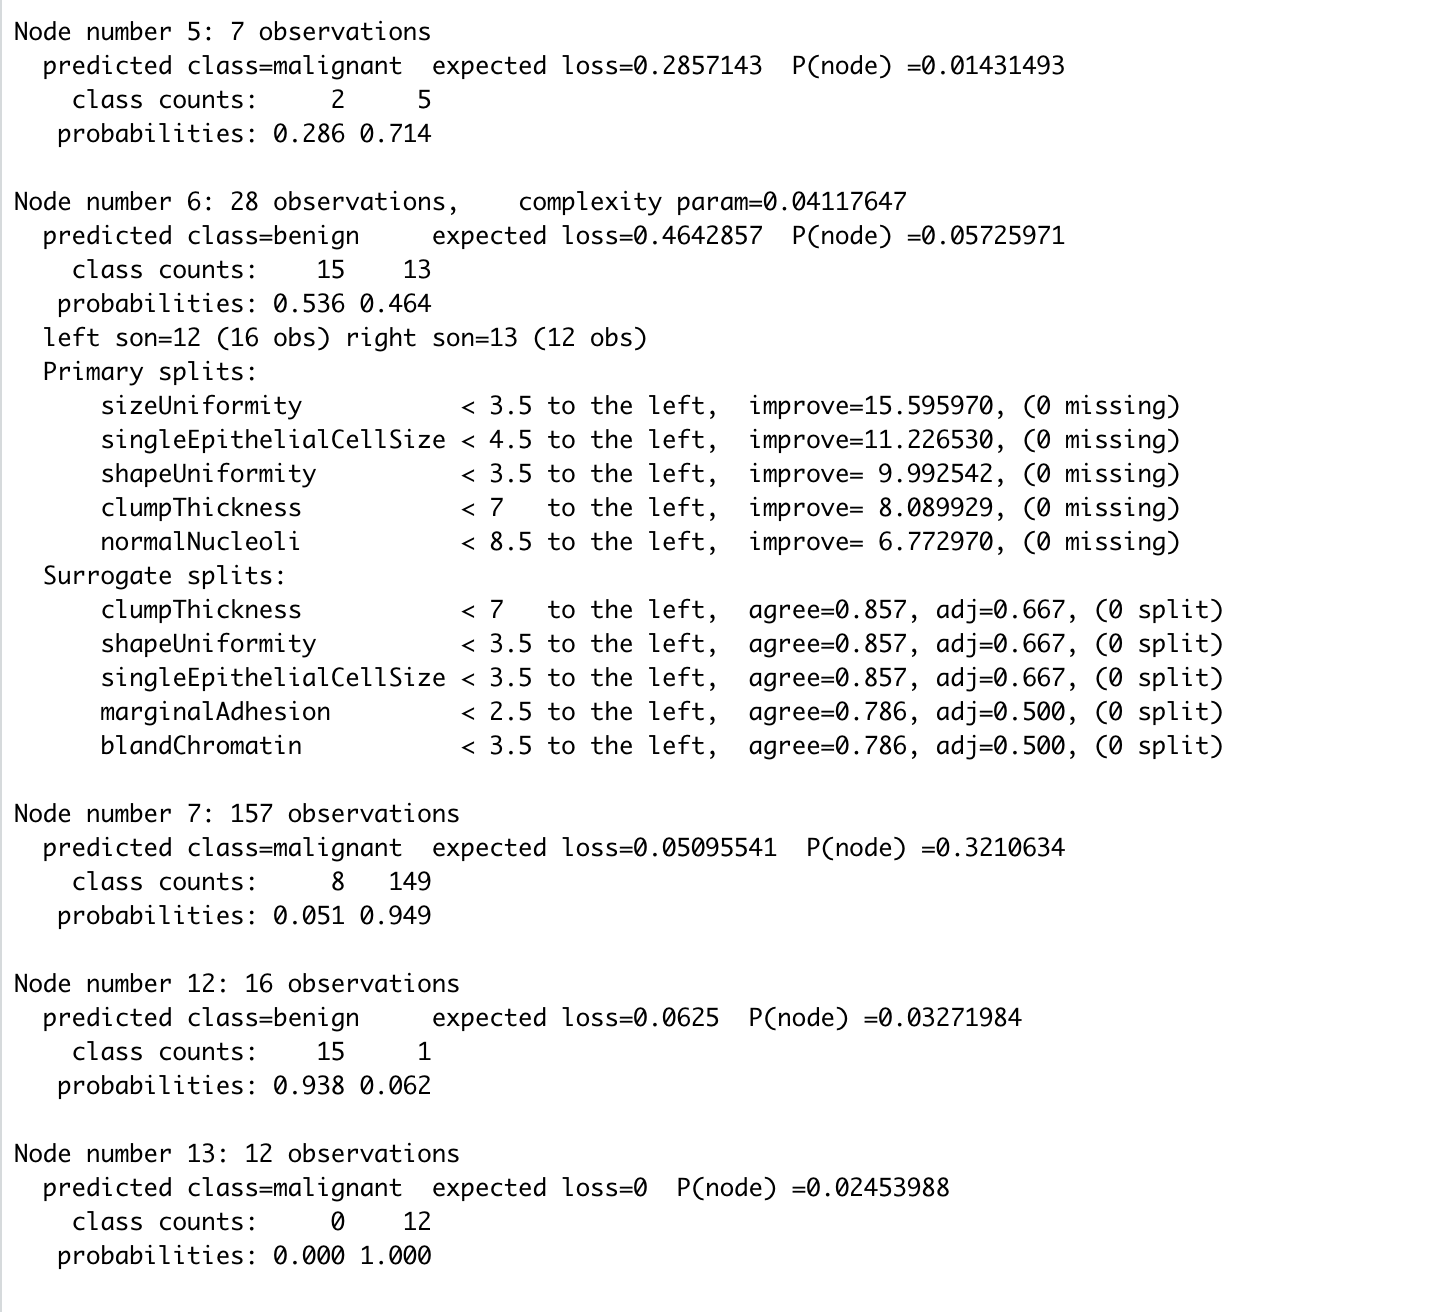 Node number 5: 7 observations
  predicted class=malignant  expected loss=0.2857143  P(node) =0.01431493
    class counts:     2     5
   probabilities: 0.286 0.714

Node number 6: 28 observations,    complexity param=0.04117647
  predicted class=benign     expected loss=0.4642857  P(node) =0.05725971
    class counts:    15    13
   probabilities: 0.536 0.464
  left son=12 (16 obs) right son=13 (12 obs)
  Primary splits:
      sizeUniformity           < 3.5 to the left,  improve=15.595970, (0 missing)
      singleEpithelialCellSize < 4.5 to the left,  improve=11.226530, (0 missing)
      shapeUniformity          < 3.5 to the left,  improve= 9.992542, (0 missing)
      clumpThickness           < 7   to the left,  improve= 8.089929, (0 missing)
      normalNucleoli           < 8.5 to the left,  improve= 6.772970, (0 missing)
  Surrogate splits:
      clumpThickness           < 7   to the left,  agree=0.857, adj=0.667, (0 split)
      shapeUniformity          < 3.5 to the left,  agree=0.857, adj=0.667, (0 split)
      singleEpithelialCellSize < 3.5 to the left,  agree=0.857, adj=0.667, (0 split)
      marginalAdhesion         < 2.5 to the left,  agree=0.786, adj=0.500, (0 split)
      blandChromatin           < 3.5 to the left,  agree=0.786, adj=0.500, (0 split)

Node number 7: 157 observations
  predicted class=malignant  expected loss=0.05095541  P(node) =0.3210634
    class counts:     8   149
   probabilities: 0.051 0.949

Node number 12: 16 observations
  predicted class=benign     expected loss=0.0625  P(node) =0.03271984
    class counts:    15     1
   probabilities: 0.938 0.062

Node number 13: 12 observations
  predicted class=malignant  expected loss=0  P(node) =0.02453988
    class counts:     0    12
   probabilities: 0.000 1.000